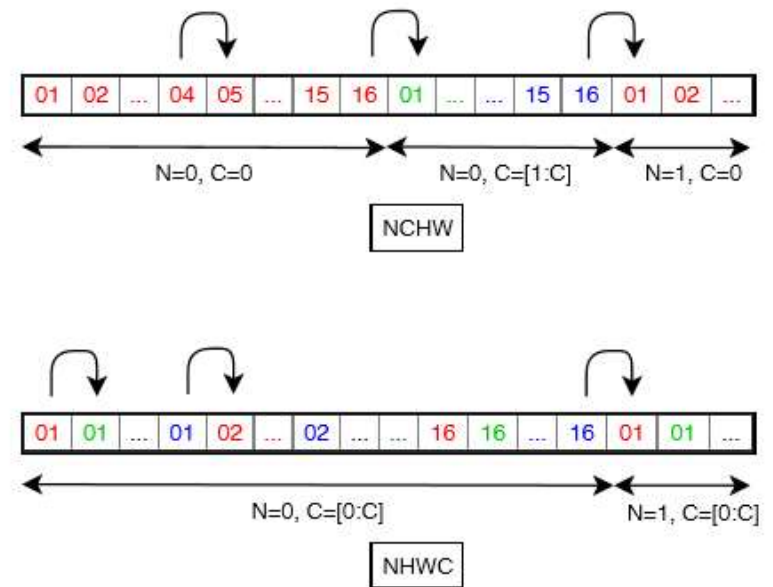 01 02 ... 04 05 ... 15 16 01 ... ... 15 16 01 02 ...
N=0, C=0 N=0, C=[1:C] N=1, C=0
NCHW
01 01 ... 01 02 ... 02 ... ... 16 16 ... 16 01 01 ...
N=0, C=[0:C] N=1, C=[0:C]
NHWC